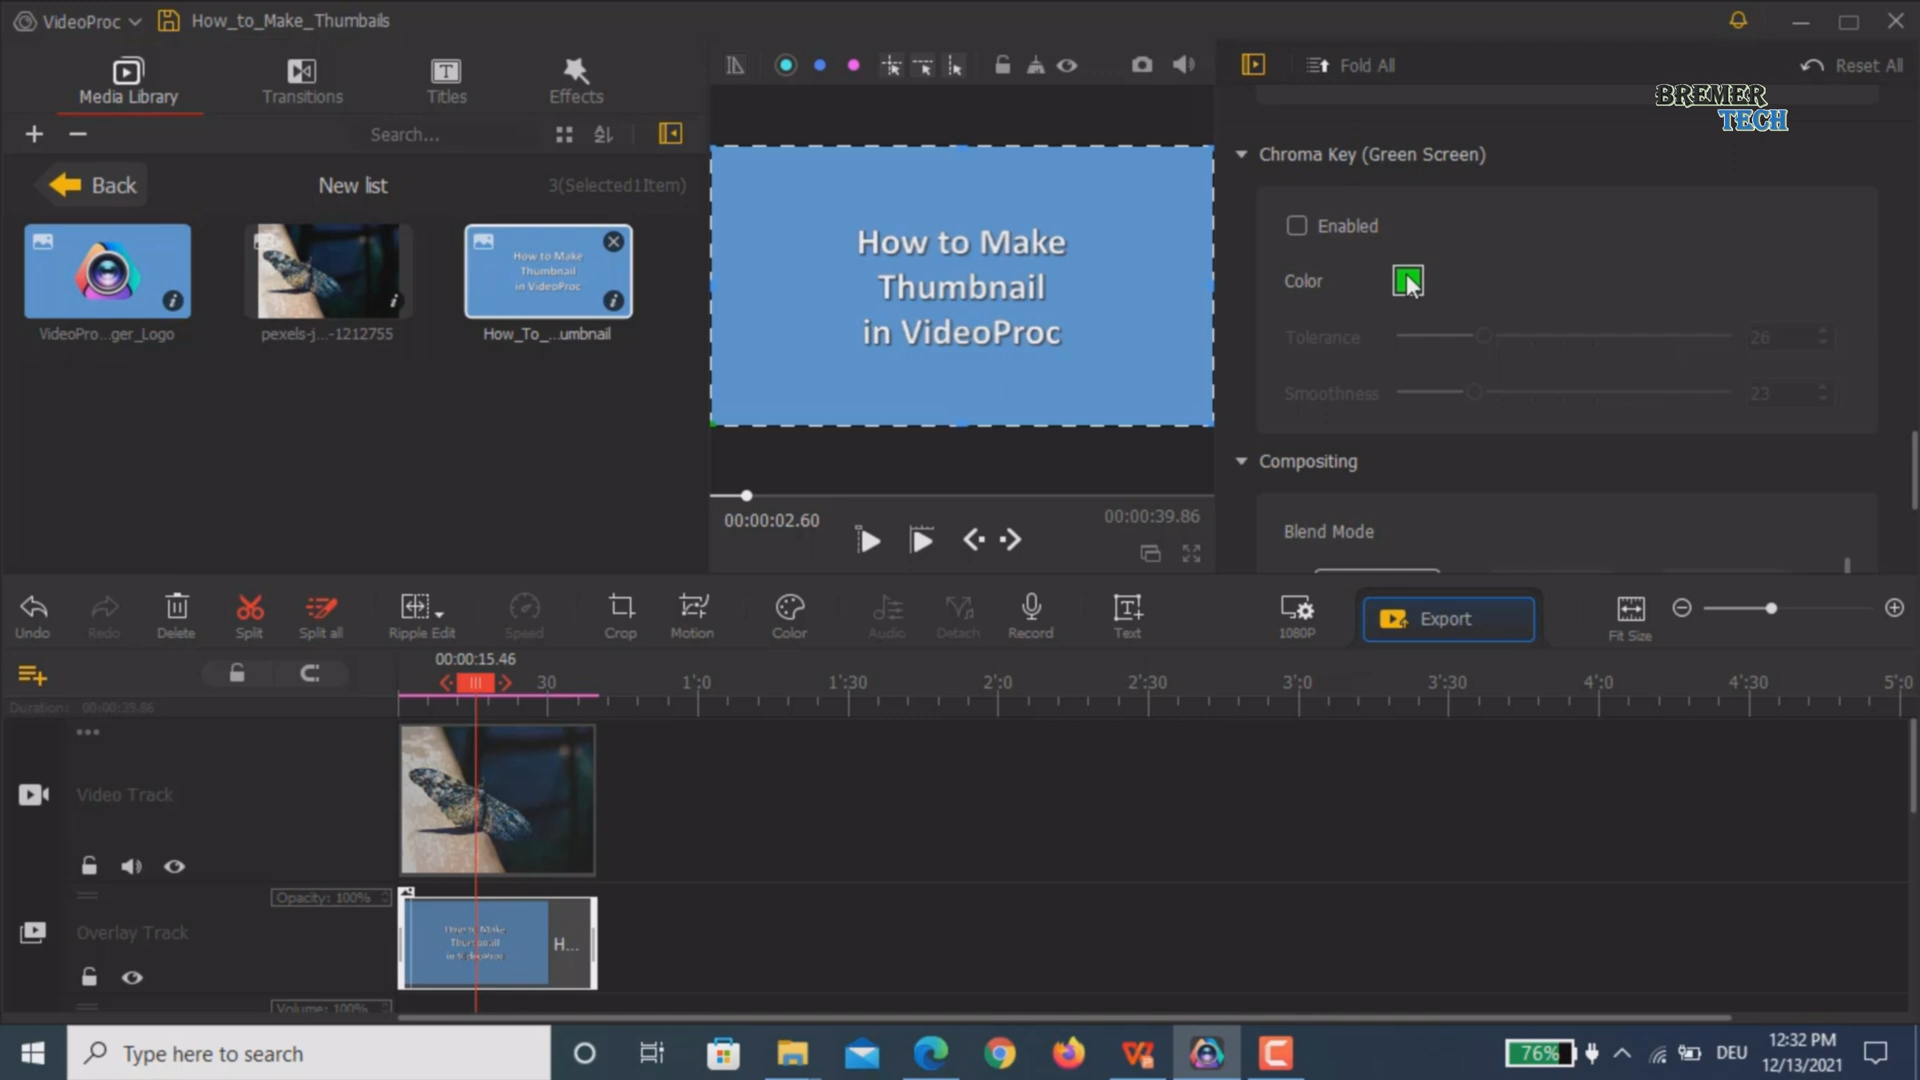 VideoProc
How_to_Make_Thumbails
Media Library
Transitions
Titles
Effects
Search...
Back
New list
3(Selected1Item)
VideoPro...ger_Logo
pexels-j...-1212755
How to Make
Thumbnail
in VideoProc
How_To_...umbnail
How to Make
Thumbnail
in VideoProc
00:00:02.60
00:00:39.86
Fold All
Reset All
BREMER
TECH
Chroma Key (Green Screen)
Enabled
Color
Tolerance
26
Smoothness
23
Compositing
Blend Mode
Undo
Redo
Delete
Split
Split all
Ripple Edit
Speed
Crop
Motion
Color
Audio
Detach
Record
Text
1080P
Export
Fit Size
00:00:15.46
30
1'0
1'30
2'0
2'30
3'0
3'30
4'0
4'30
5'0
Duration: 00:00:39.86
Video Track
Opacity: 100%
Overlay Track
How to Make
Thumbnail
in VideoProc
H...
Volume: 100%
Type here to search
76%
DEU
12:32 PM
12/13/2021